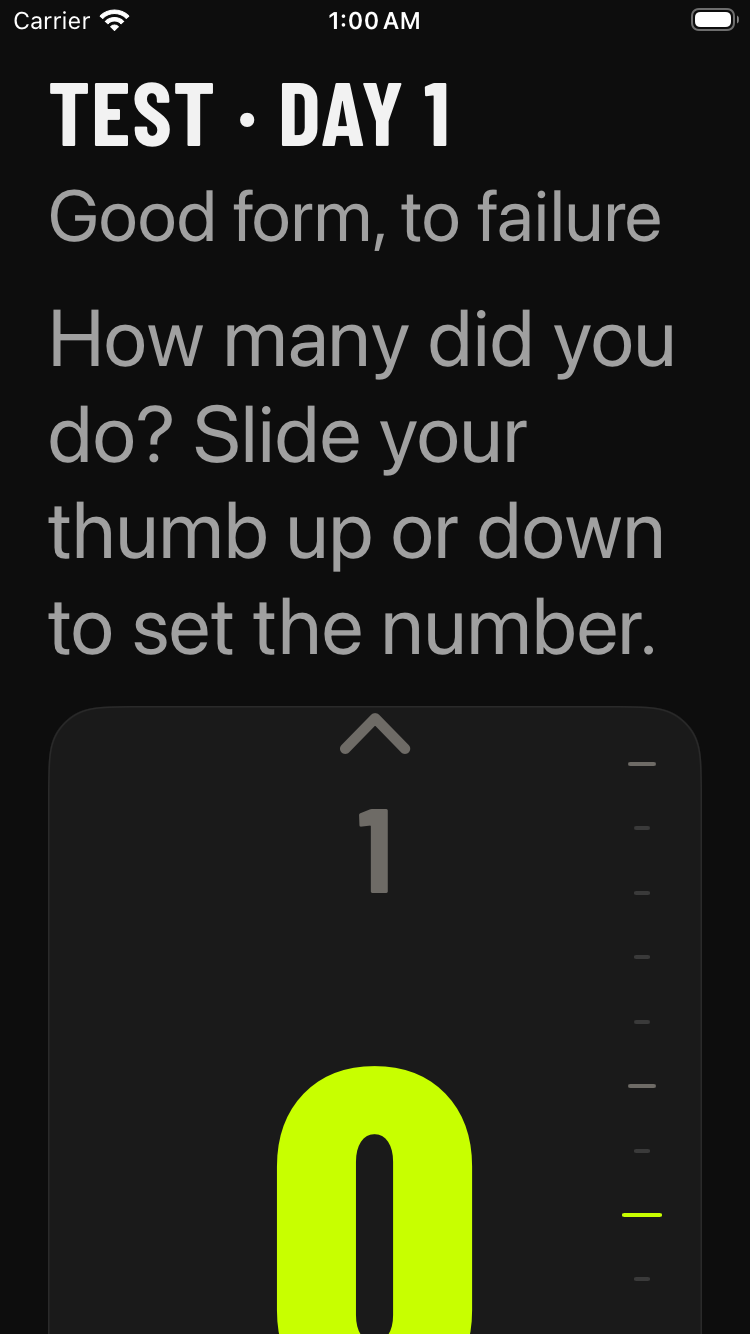 Carrier
1:00 AM
TEST · DAY 1
Good form, to failure
How many did you
do? Slide your
thumb up or down
to set the number.
1
0